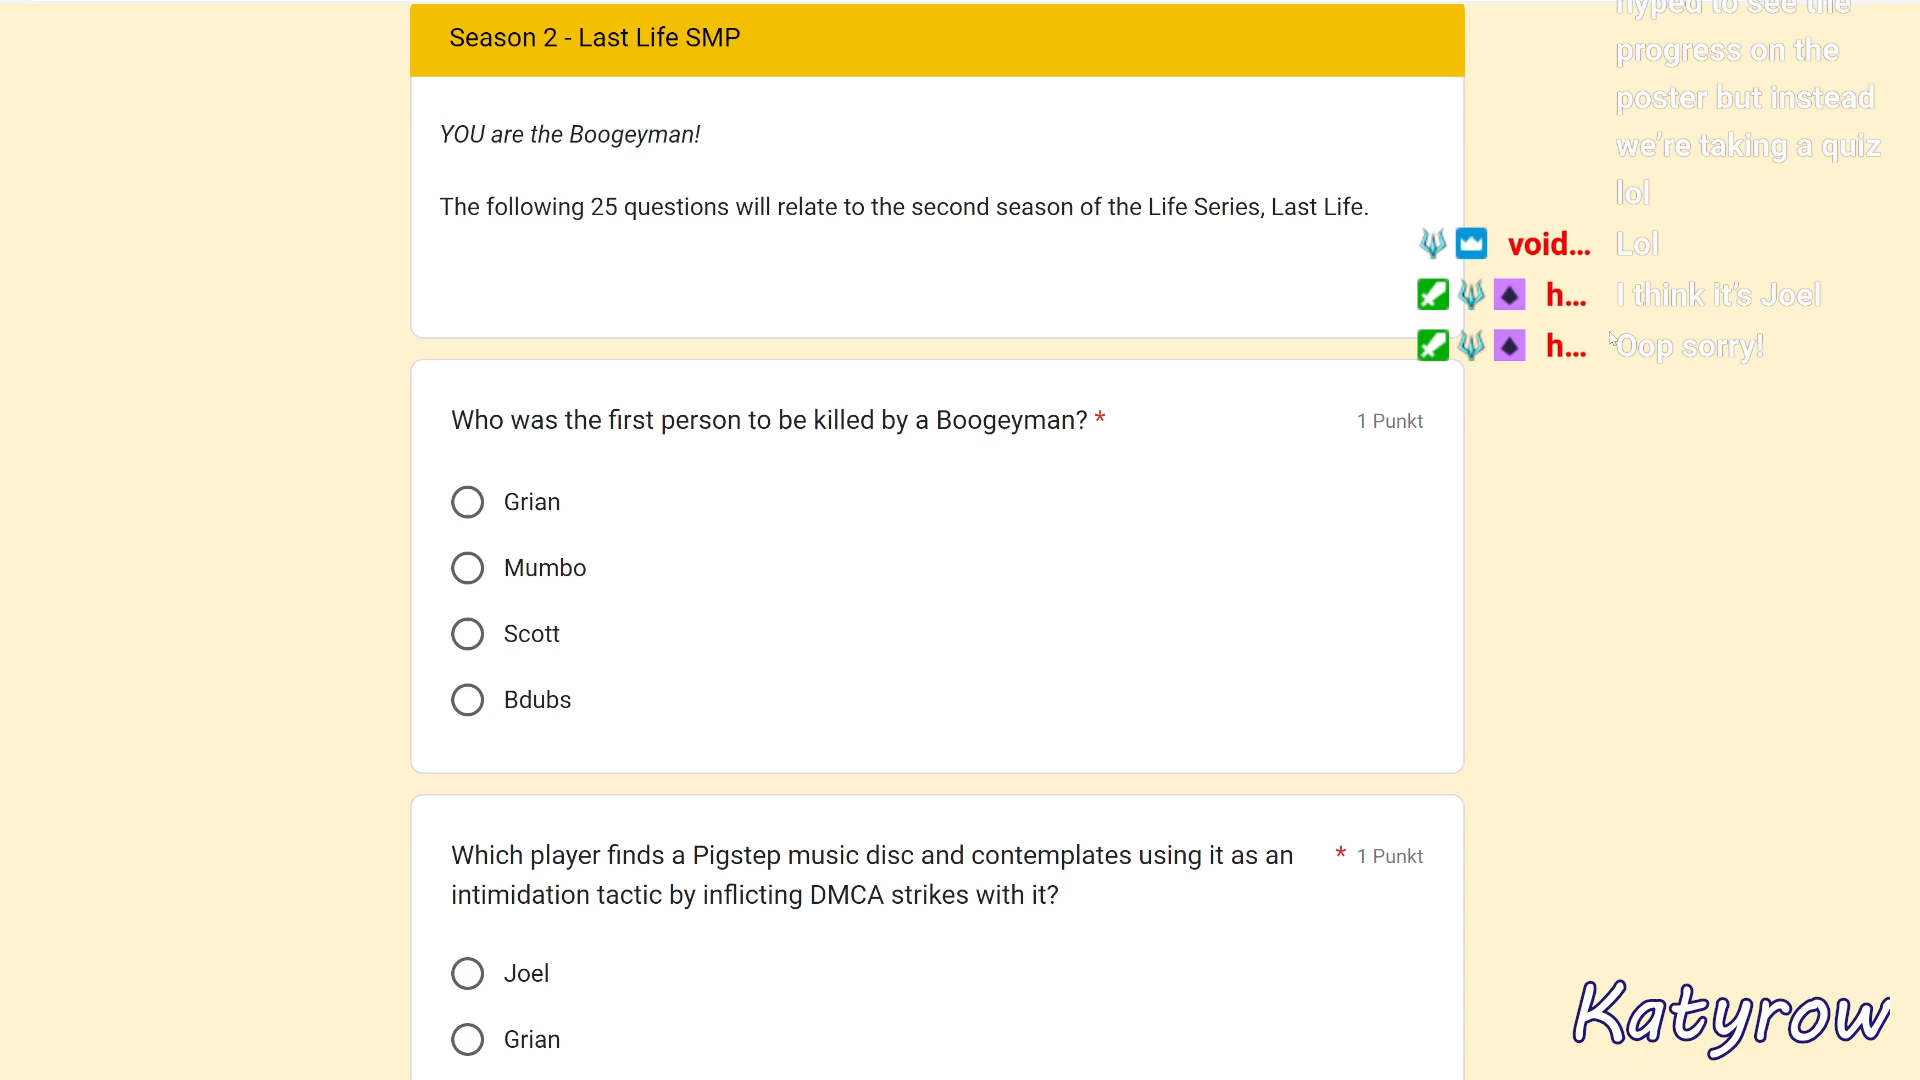 Season 2 - Last Life SMP
YOU are the Boogeyman!
The following 25 questions will relate to the second season of the Life Series, Last Life.
Who was the first person to be killed by a Boogeyman? *
1 Punkt
Grian
Mumbo
Scott
Bdubs
Which player finds a Pigstep music disc and contemplates using it as an
intimidation tactic by inflicting DMCA strikes with it?
* 1 Punkt
Joel
Grian
hyped to see the
progress on the
poster but instead
we're taking a quiz
lol
void... Lol
h... I think it's Joel
h... Oop sorry!
Katyrow